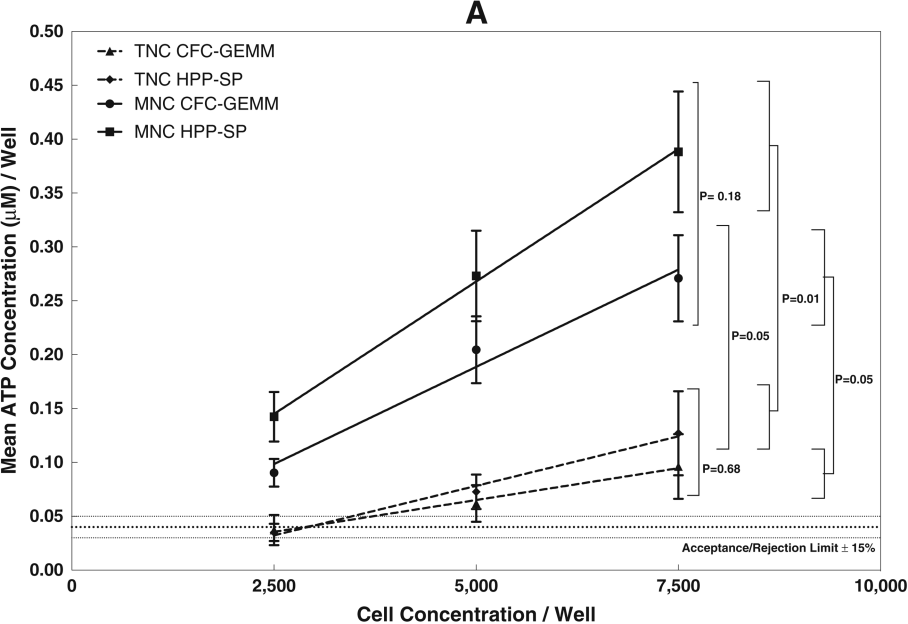 A
Mean ATP Concentration (μM) / Well
0.50
0.45
0.40
0.35
0.30
0.25
0.20
0.15
0.10
0.05
0.00
TNC CFC-GEMM
TNC HPP-SP
MNC CFC-GEMM
MNC HPP-SP
P= 0.18
P=0.01
P=0.05
P=0.05
P=0.68
Acceptance/Rejection Limit ± 15%
0
2,500
5,000
7,500
10,000
Cell Concentration / Well